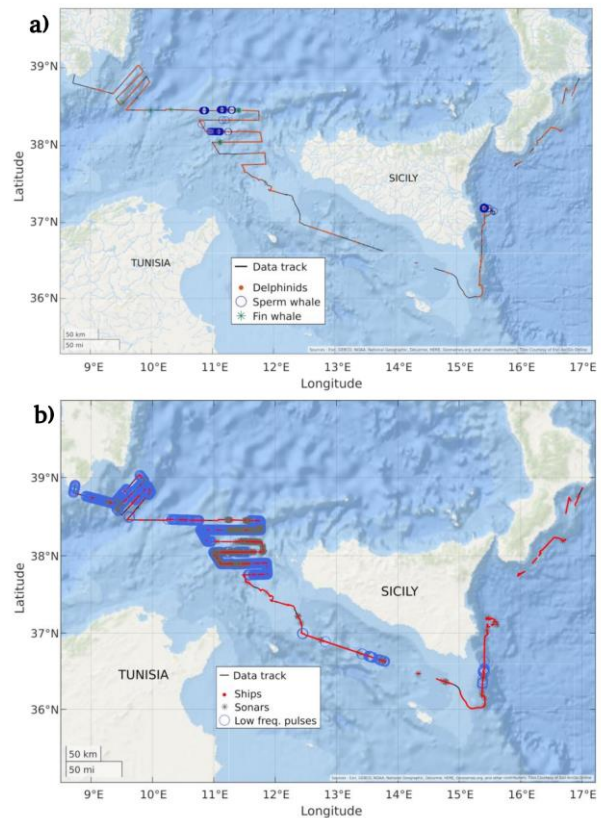 a)
39°N
38°N
37°N
36°N
Latitude
SICILY
TUNISIA
Data track
Delphinids
Sperm whale
Fin whale
50 km
50 mi
9°E 10°E 11°E 12°E 13°E 14°E 15°E 16°E 17°E
Longitude
b)
39°N
38°N
37°N
36°N
Latitude
SICILY
TUNISIA
Data track
Ships
Sonars
Low freq. pulses
50 km
50 mi
9°E 10°E 11°E 12°E 13°E 14°E 15°E 16°E 17°E
Longitude